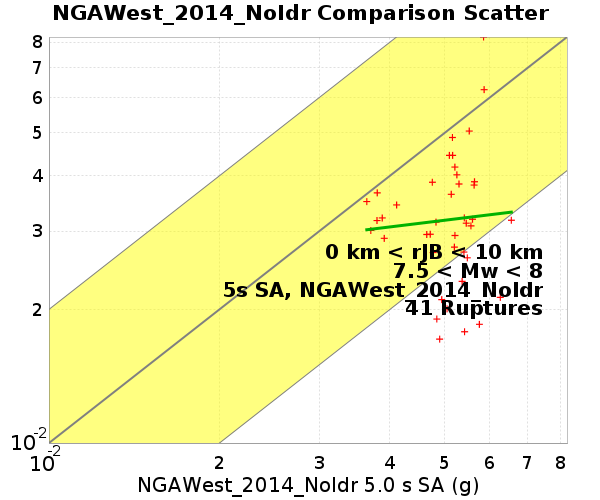 NGAWest_2014_NoIdr Comparison Scatter
8
7
6
5
4
3
2
10-2
0 km < rJB < 10 km
7.5 < Mw < 8
5s SA, NGAWest_2014_NoIdr
41 Ruptures
10-2
2 3 4 5 6 7 8
NGAWest_2014_NoIdr 5.0 s SA (g)